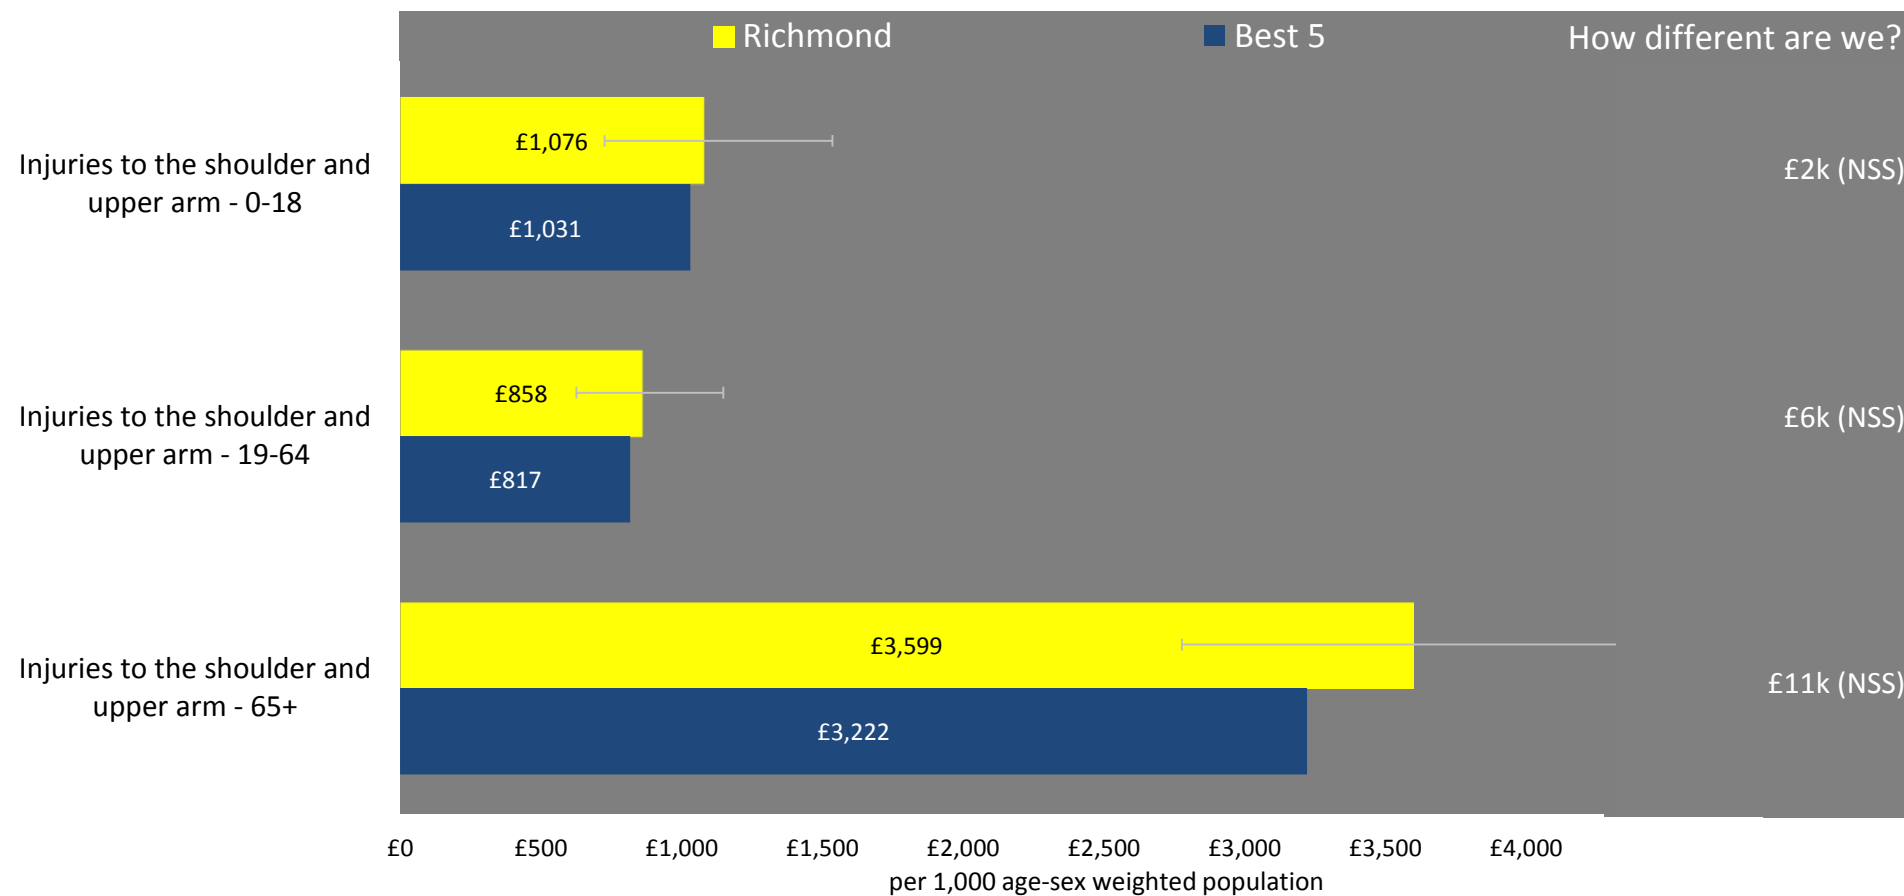 Richmond
Best 5
How different are we?
Injuries to the shoulder and
upper arm - 0-18
£1,076
£1,031
£2k (NSS)
Injuries to the shoulder and
upper arm - 19-64
£858
£817
£6k (NSS)
Injuries to the shoulder and
upper arm - 65+
£3,599
£3,222
£11k (NSS)
£0 £500 £1,000 £1,500 £2,000 £2,500 £3,000 £3,500 £4,000
per 1,000 age-sex weighted population